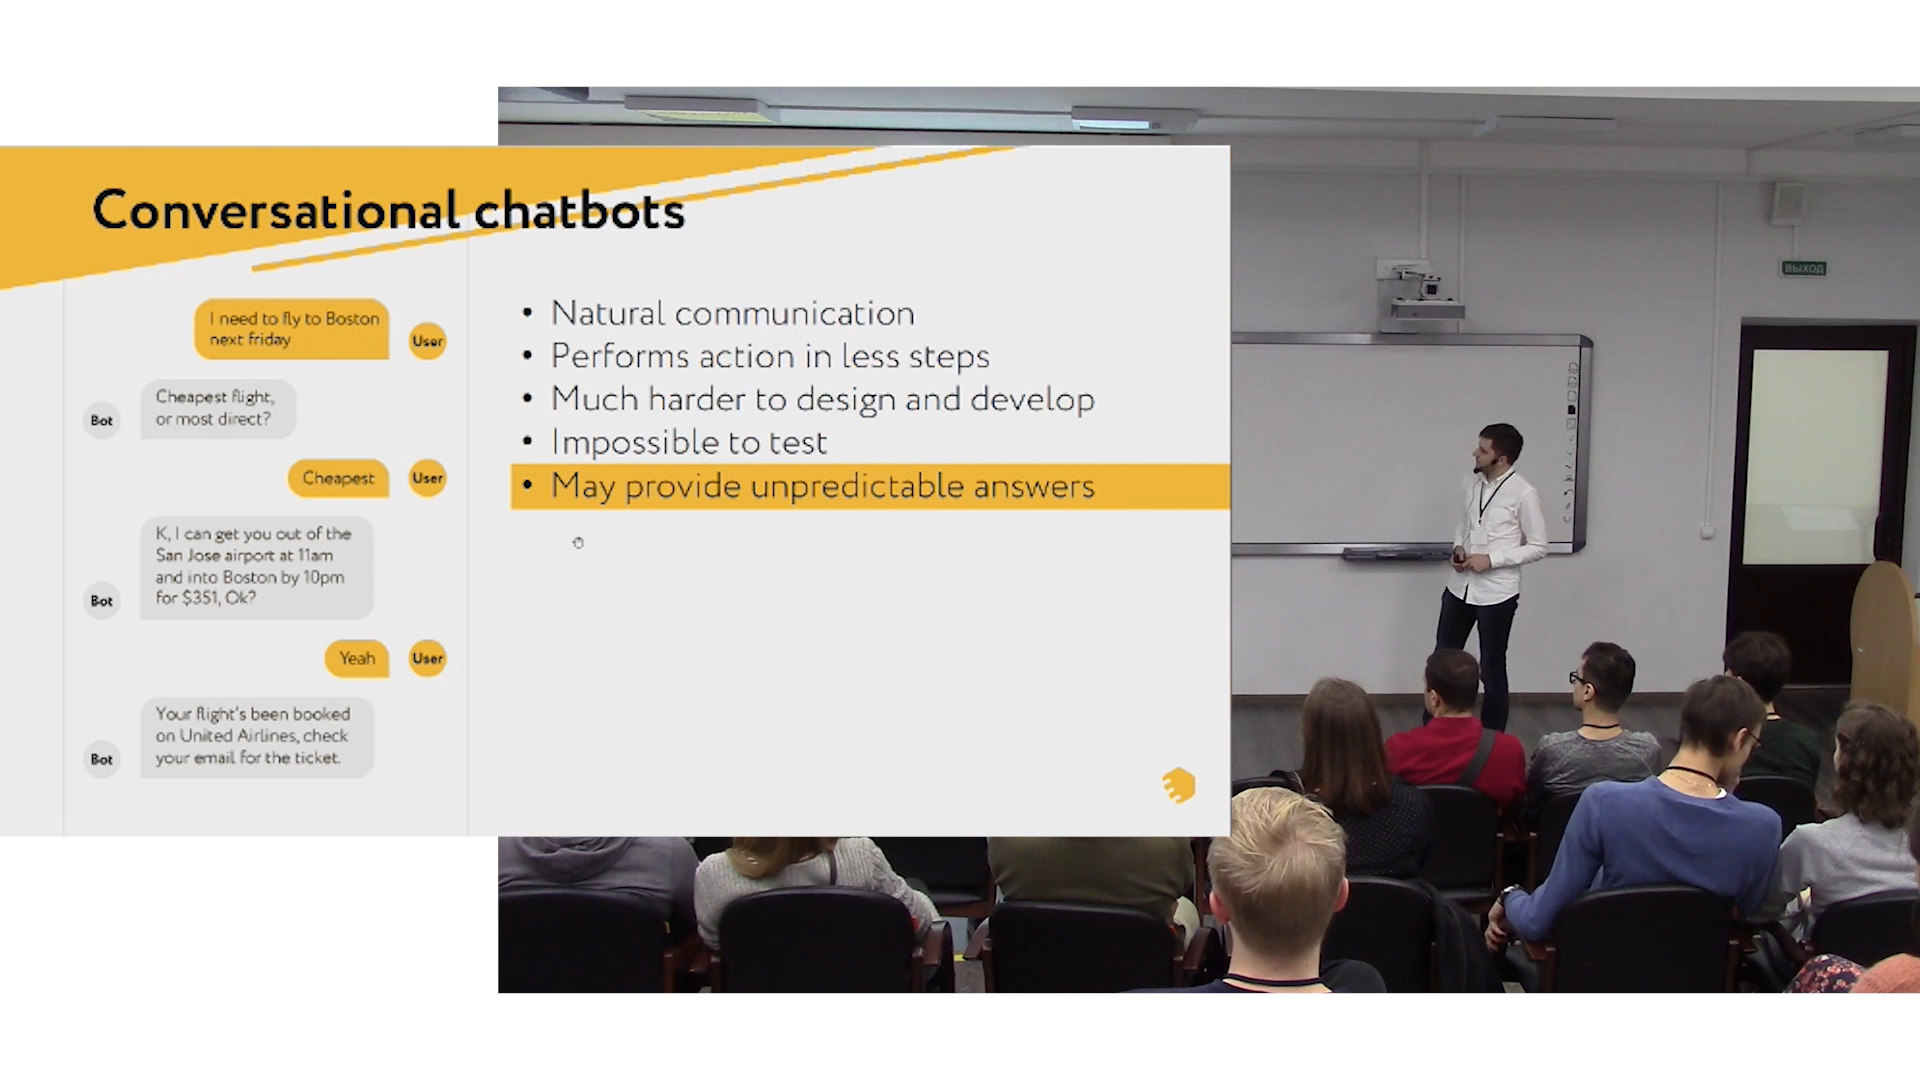 Conversational chatbots
I need to fly to Boston
next friday
User
Cheapest flight,
or most direct?
Bot
Cheapest
User
K, I can get you out of the
San Jose airport at 11am
and into Boston by 10pm
for $351, Ok?
Bot
Yeah
User
Your flight's been booked
on United Airlines, check
your email for the ticket.
Bot
• Natural communication
• Performs action in less steps
• Much harder to design and develop
• Impossible to test
• May provide unpredictable answers
ВЫХОД